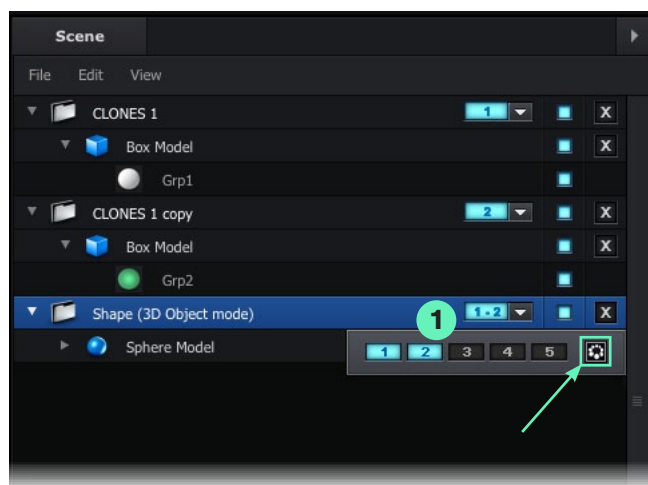 Scene
File Edit View
CLONES 1 1 X
Box Model X
Grp1
CLONES 1 copy 2 X
Box Model X
Grp2
Shape (3D Object mode) 1 1-2 X
Sphere Model 1 2 3 4 5